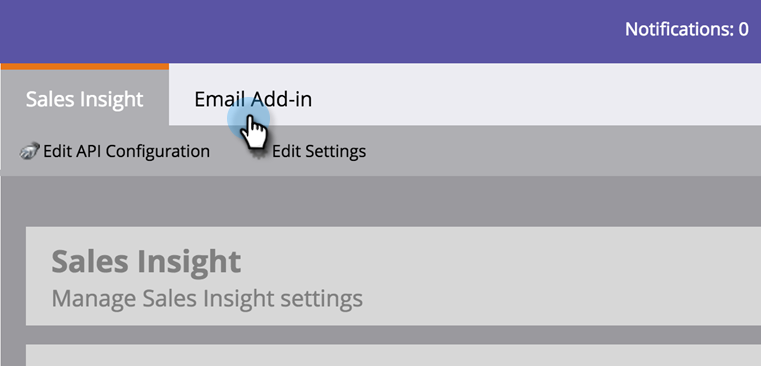 Notifications: 0
Sales Insight Email Add-in
Edit API Configuration Edit Settings
Sales Insight
Manage Sales Insight settings